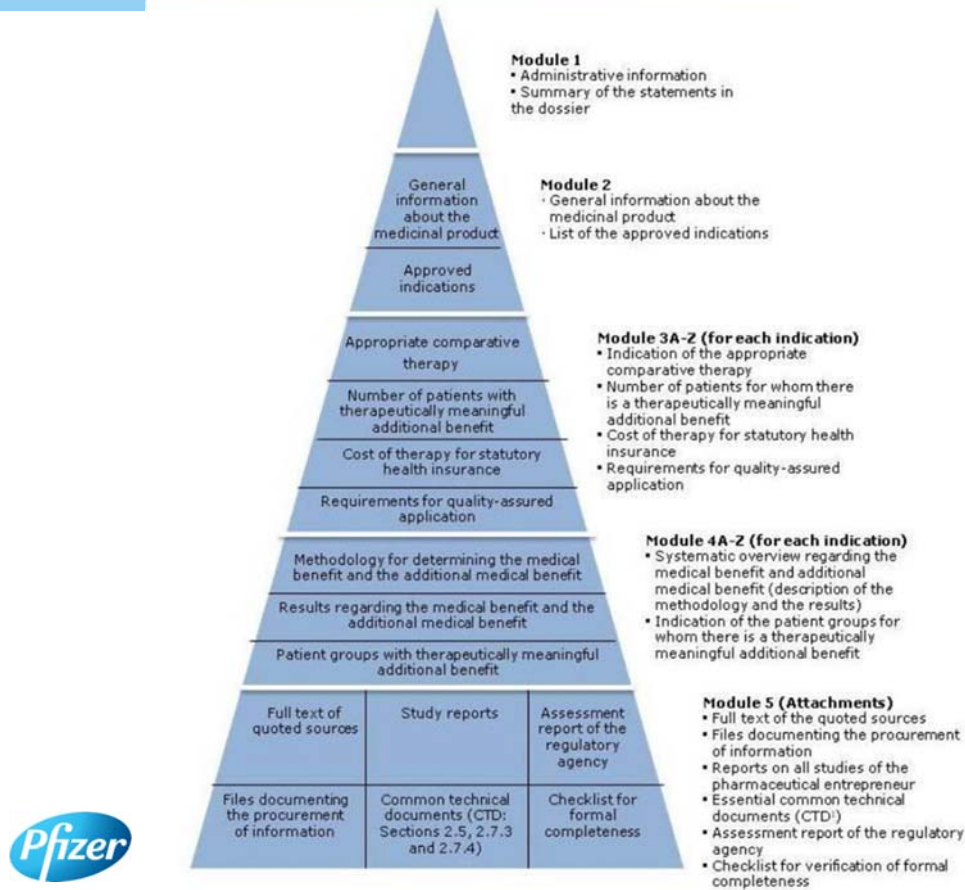 Module 1
▪ Administrative information
▪ Summary of the statements in
the dossier
General
information
about the
medicinal product
Approved
indications
Module 2
· General information about the
medicinal product
· List of the approved indications
Appropriate comparative
therapy
Number of patients with
therapeutically meaningful
additional benefit
Cost of therapy for statutory
health insurance
Requirements for quality-assured
application
Module 3A-Z (for each indication)
▪ Indication of the appropriate
comparative therapy
▪ Number of patients for whom there
is a therapeutically meaningful
additional benefit
▪ Cost of therapy for statutory health
insurance
▪ Requirements for quality-assured
application
Methodology for determining the medical
benefit and the additional medical benefit
Results regarding the medical benefit and the
additional medical benefit
Patient groups with therapeutically meaningful
additional benefit
Module 4A-Z (for each indication)
▪ Systematic overview regarding the
medical benefit and additional
medical benefit (description of the
methodology and the results)
▪ Indication of the patient groups for
whom there is a therapeutically
meaningful additional benefit
Full text of
quoted sources
Study reports
Assessment
report of the
regulatory
agency
Files documenting
the procurement
of information
Common technical
documents (CTD:
Sections 2.5, 2.7.3
and 2.7.4)
Checklist for
formal
completeness
Module 5 (Attachments)
▪ Full text of the quoted sources
▪ Files documenting the procurement
of information
▪ Reports on all studies of the
pharmaceutical entrepreneur
▪ Essential common technical
documents (CTD¹)
▪ Assessment report of the regulatory
agency
▪ Checklist for verification of formal
completeness
Pfizer